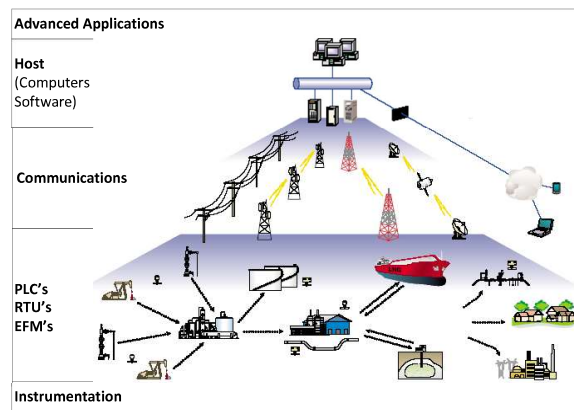 Advanced Applications
Host
(Computers
Software)
Communications
PLC's
RTU's
EFM's
Instrumentation